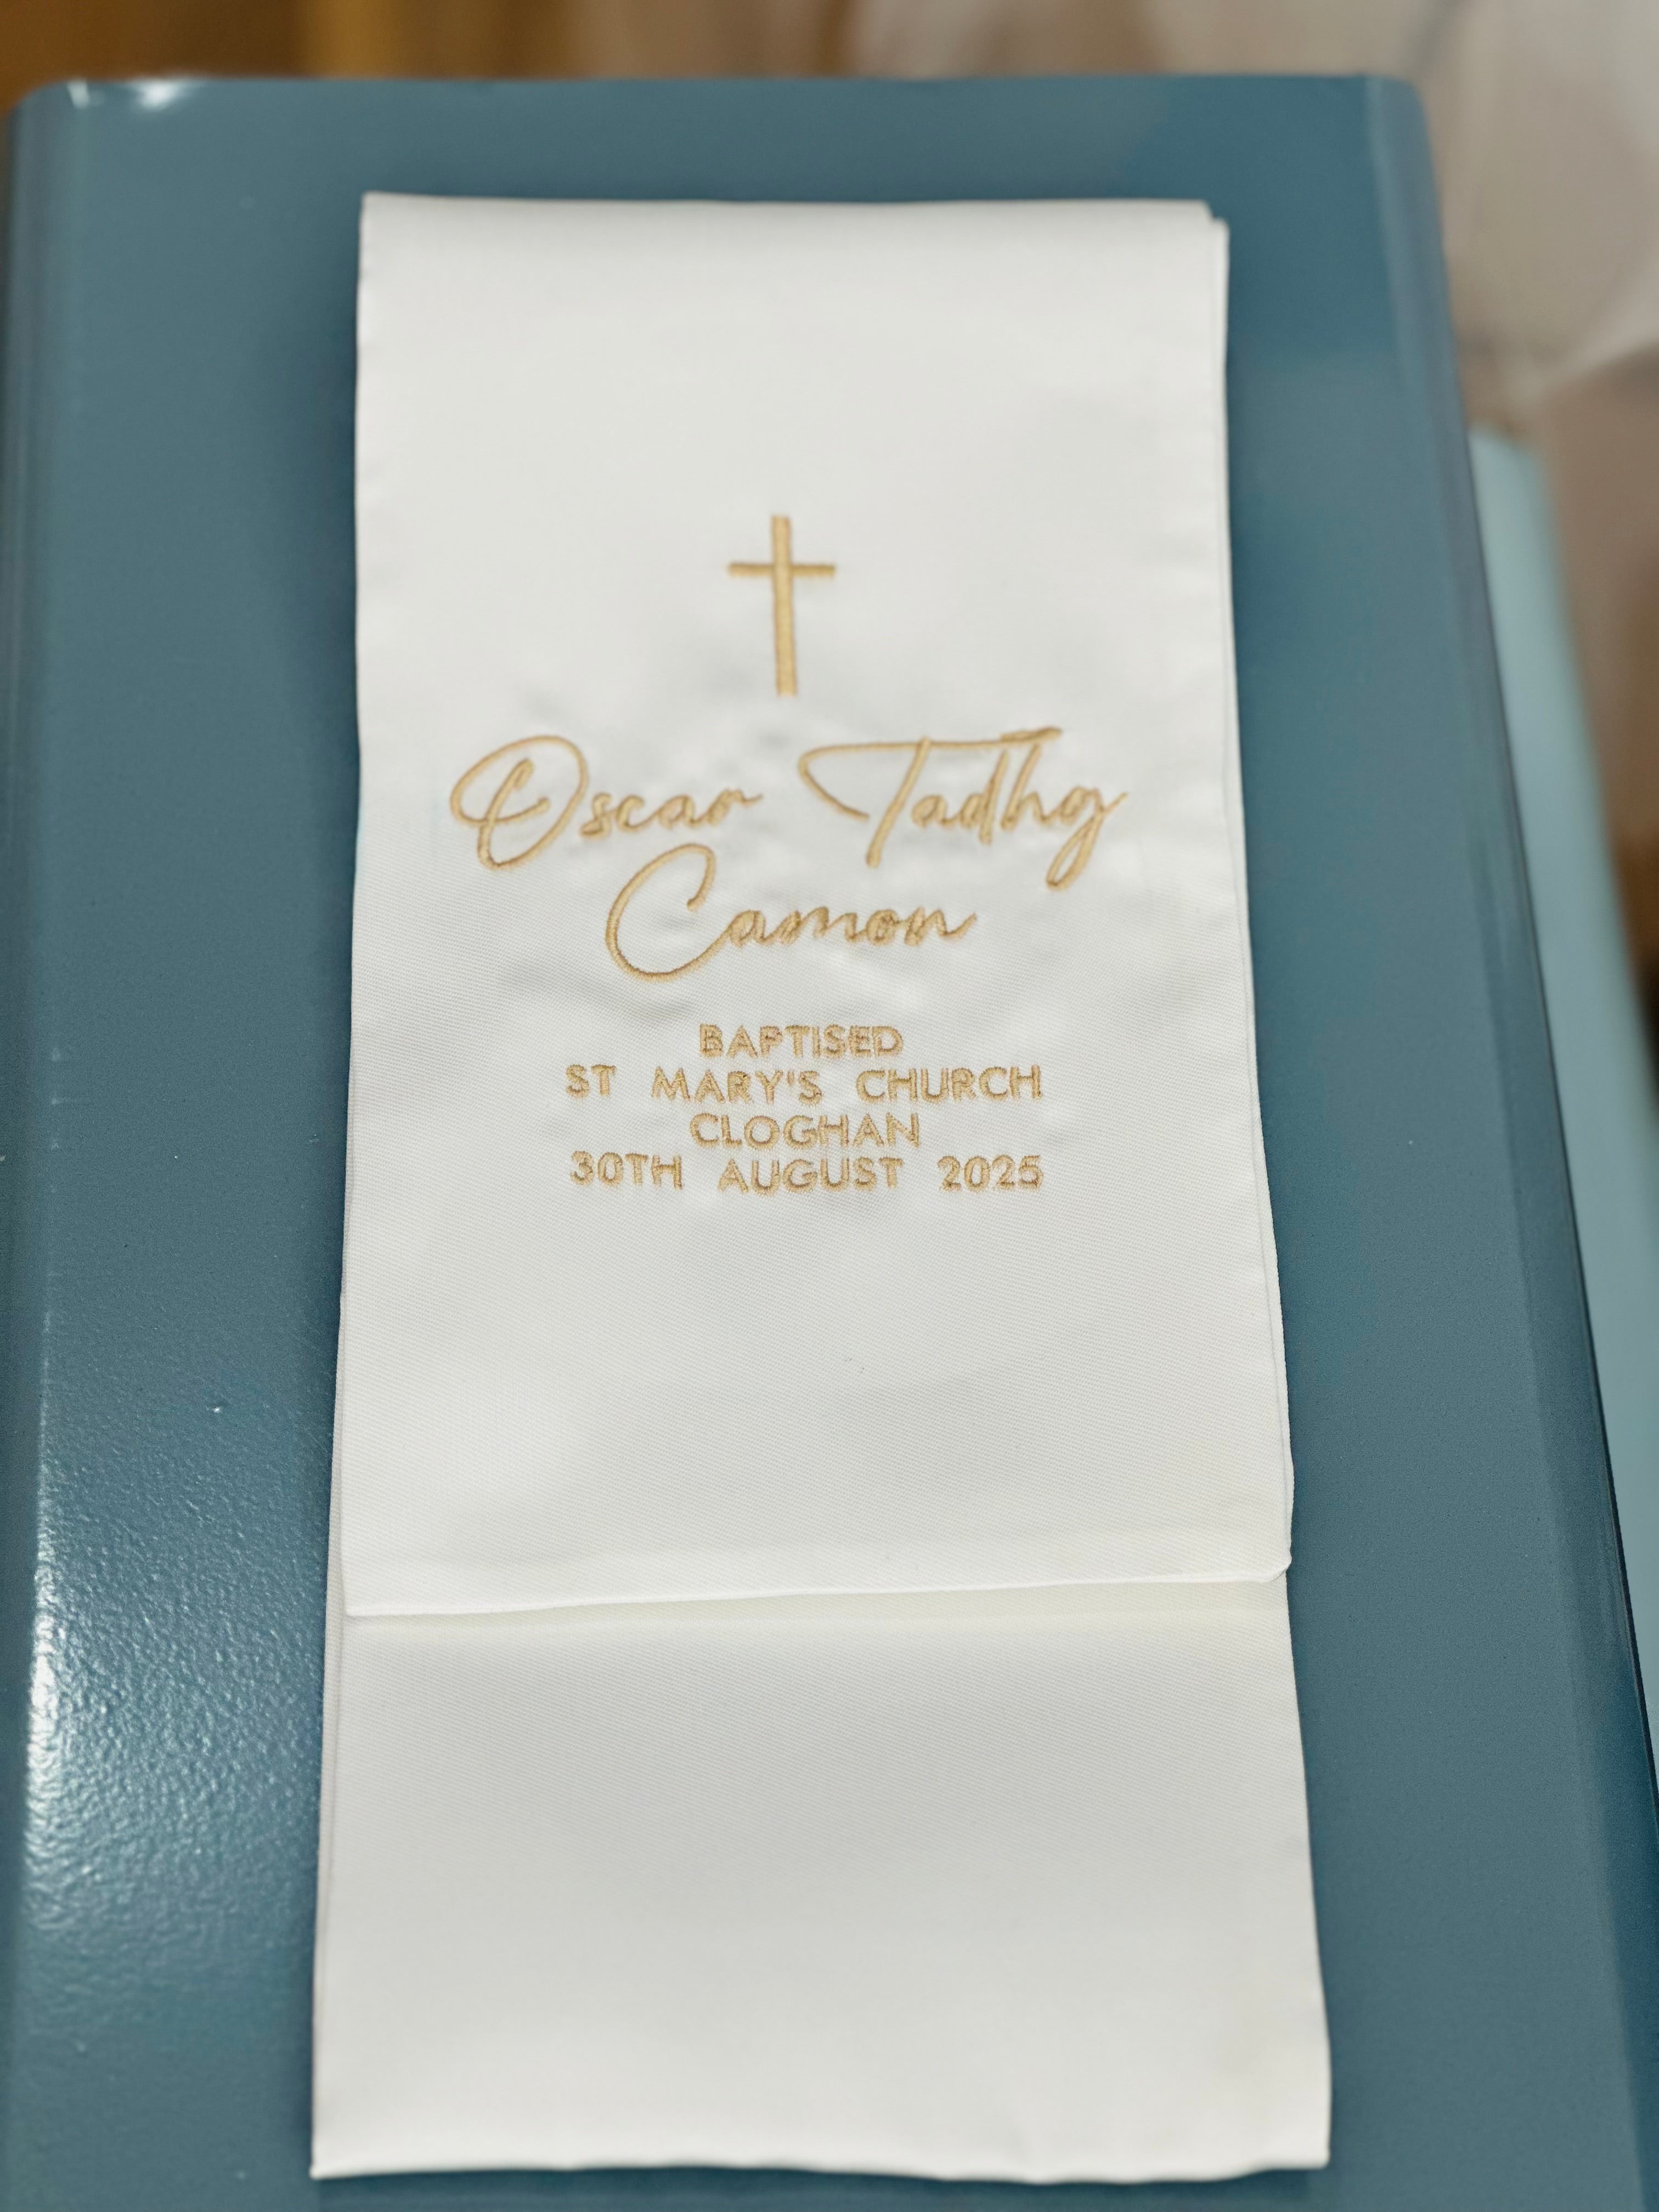 Oscar Tadhg
Camon
BAPTISED
ST MARY'S CHURCH
CLOGHAN
30TH AUGUST 2025